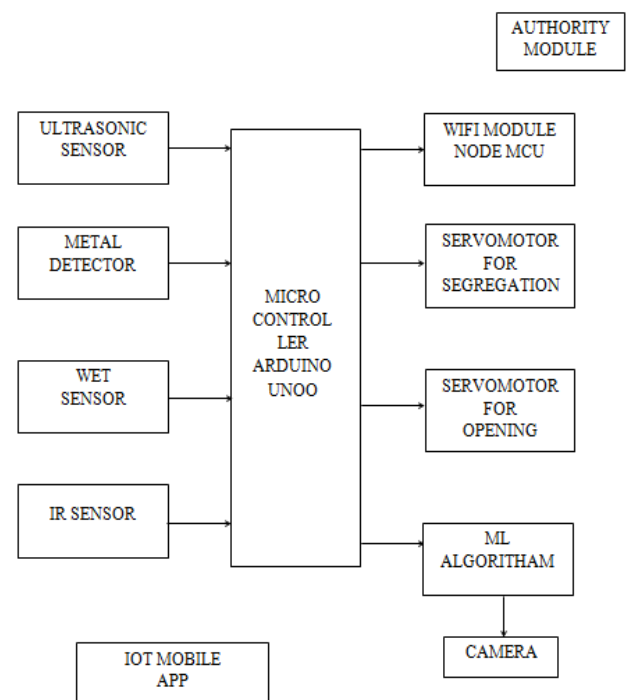 AUTHORITY
MODULE
ULTRASONIC
SENSOR
WIFI MODULE
NODE MCU
METAL
DETECTOR
SERVOMOTOR
FOR
SEGREGATION
MICRO
CONTROL
LER
ARDUINO
UNOO
WET
SENSOR
SERVOMOTOR
FOR
OPENING
IR SENSOR
ML
ALGORITHAM
CAMERA
IOT MOBILE
APP